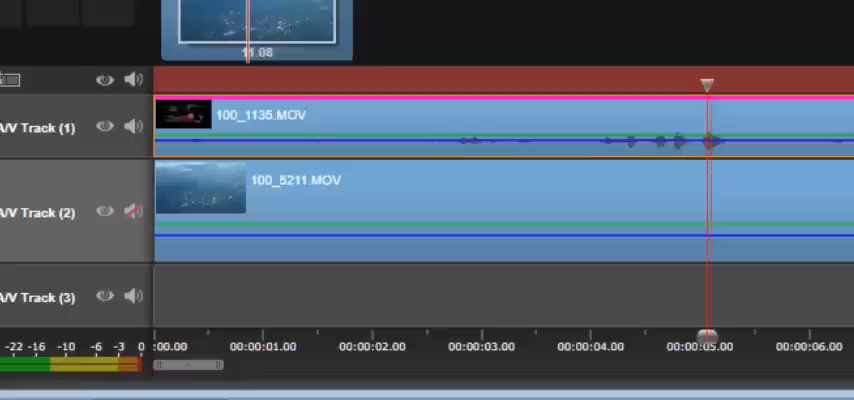 11.08
A/V Track (1)
100_1135.MOV
A/V Track (2)
100_5211.MOV
A/V Track (3)
-22 -16 -10 -6 -3 0
:00.00 00:00:01.00 00:00:02.00 00:00:03.00 00:00:04.00 00:00:05.00 00:00:06.00